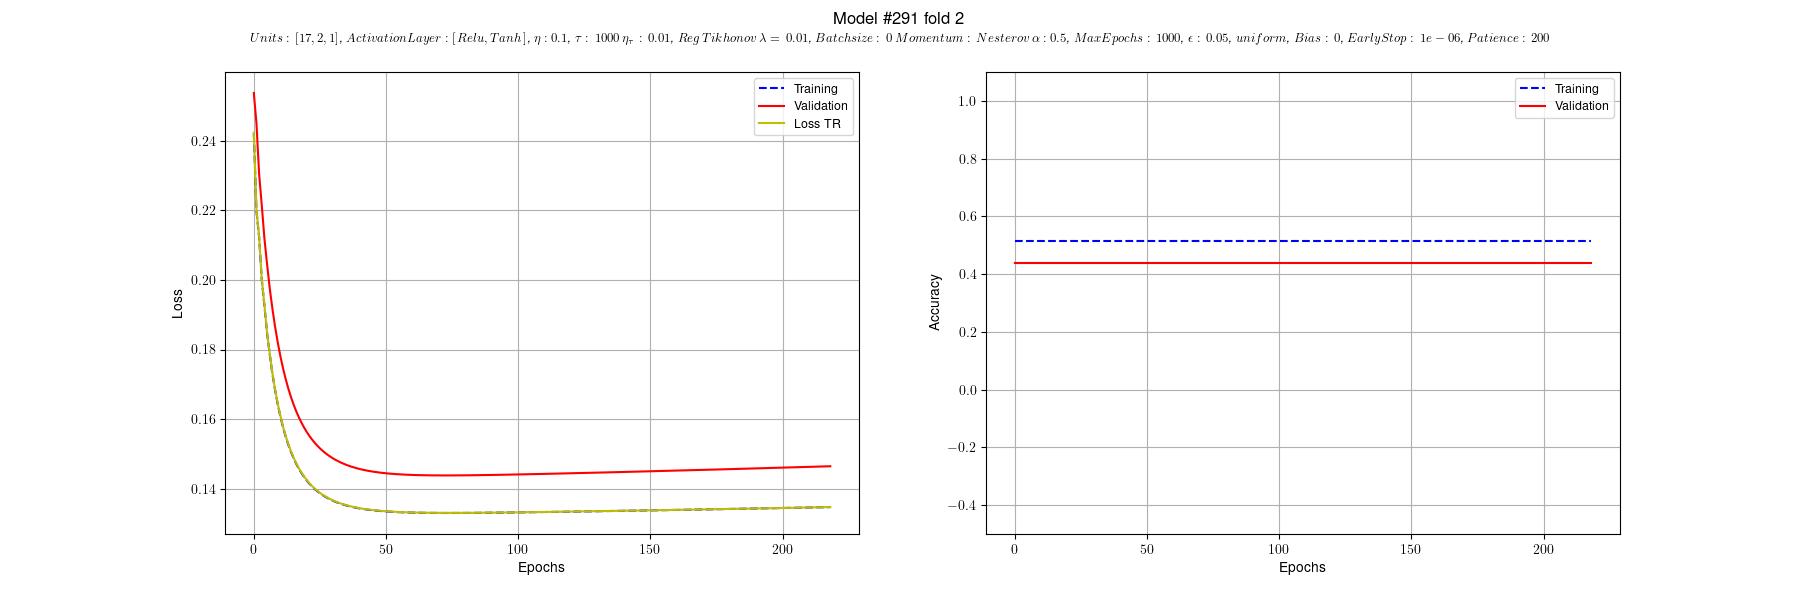 Model #291 fold 2
Units : [17, 2, 1], ActivationLayer : [Relu, Tanh], η : 0.1, τ : 1000 η_τ : 0.01, Reg Tikhonov λ = 0.01, Batchsize : 0 Momentum : Nesterov α : 0.5, MaxEpochs : 1000, ϵ : 0.05, uniform, Bias : 0, EarlyStop : 1e − 06, Patience : 200
Training
Validation
Loss TR
0.24
0.22
0.20
0.18
0.16
0.14
Loss
0
50
100
150
200
Epochs
Training
Validation
1.0
0.8
0.6
0.4
0.2
0.0
−0.2
−0.4
Accuracy
0
50
100
150
200
Epochs